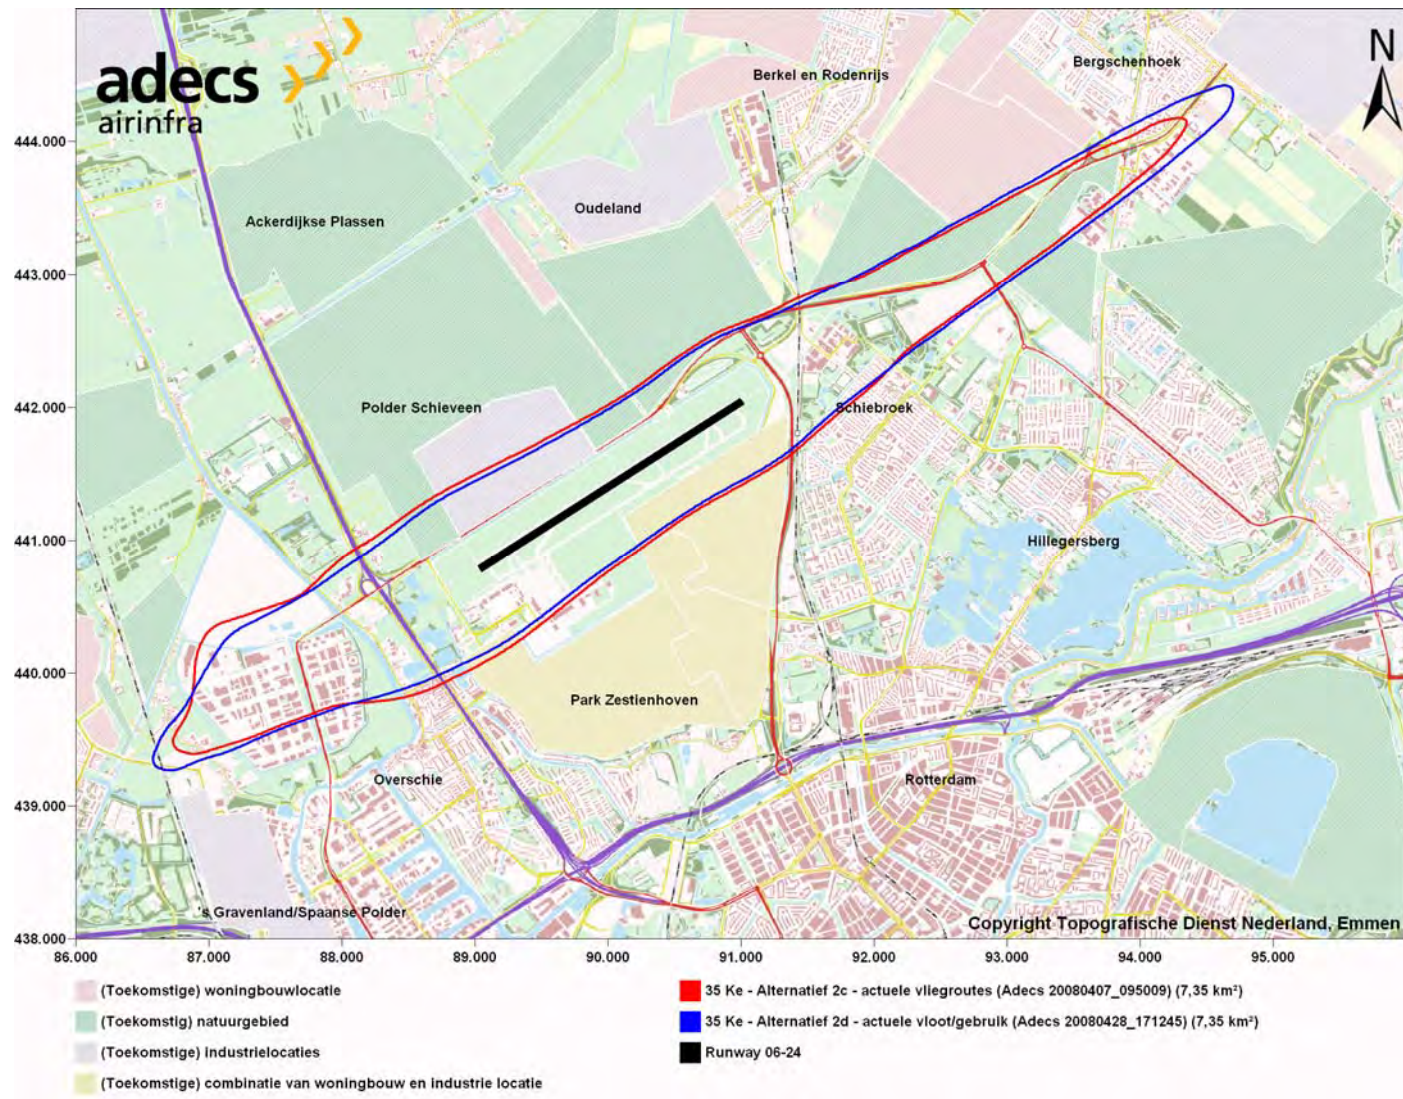 adecs
airinfra
N
Bergschenhoek
Berkel en Rodenrijs
444.000
Oudeland
Ackerdijkse Plassen
443.000
442.000
Polder Schieveen
Schiebroek
441.000
Hillegersberg
440.000
Park Zestienhoven
Overschie
Rotterdam
439.000
's Gravenland/Spaanse Polder
Copyright Topografische Dienst Nederland, Emmen
438.000
86.000 87.000 88.000 89.000 90.000 91.000 92.000 93.000 94.000 95.000
(Toekomstige) woningbouwlocatie
(Toekomstig) natuurgebied
(Toekomstige) industrielocaties
(Toekomstige) combinatie van woningbouw en industrie locatie
35 Ke - Alternatief 2c - actuele vliegroutes (Adecs 20080407_095009) (7,35 km²)
35 Ke - Alternatief 2d - actuele vloot/gebruik (Adecs 20080428_171245) (7,35 km²)
Runway 06-24